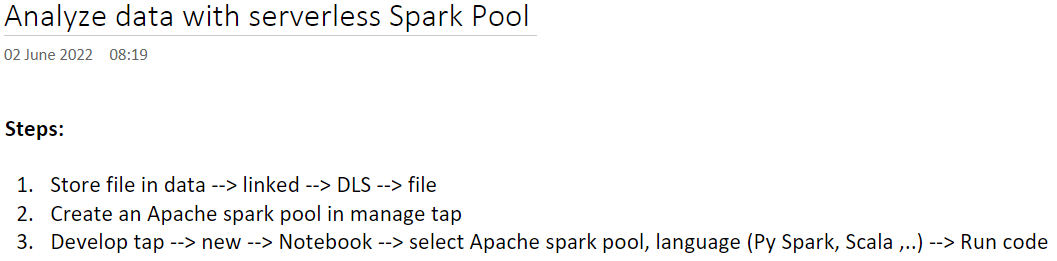 Analyze data with serverless Spark Pool
02 June 2022 08:19
Steps:
1. Store file in data --> linked --> DLS --> file
2. Create an Apache spark pool in manage tap
3. Develop tap --> new --> Notebook --> select Apache spark pool, language (Py Spark, Scala ,..) --> Run code